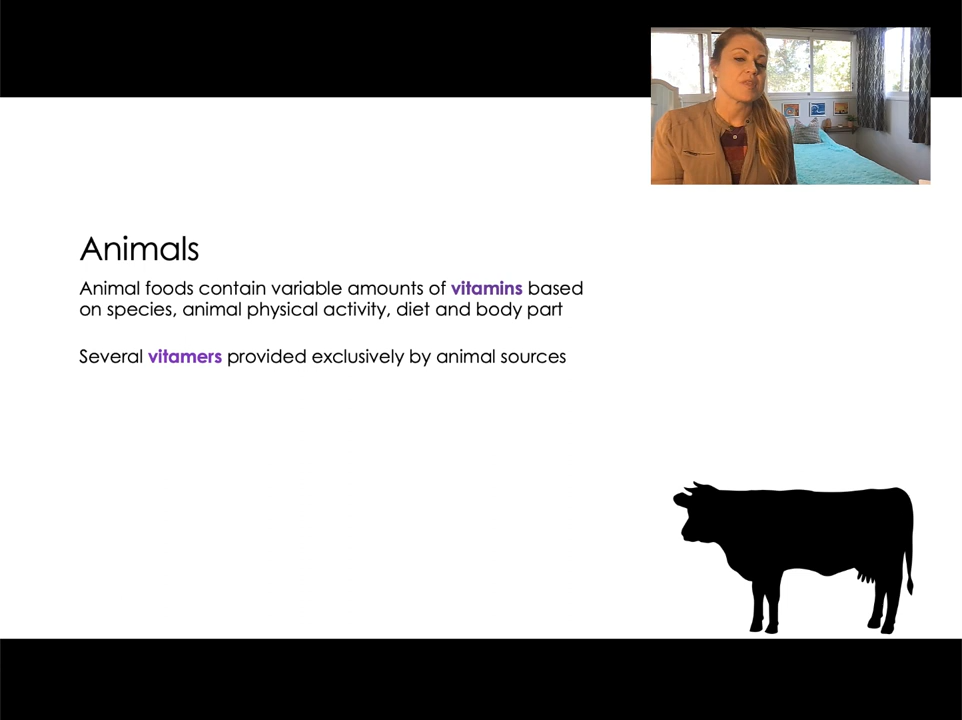 Animals
Animal foods contain variable amounts of vitamins based
on species, animal physical activity, diet and body part
Several vitamers provided exclusively by animal sources